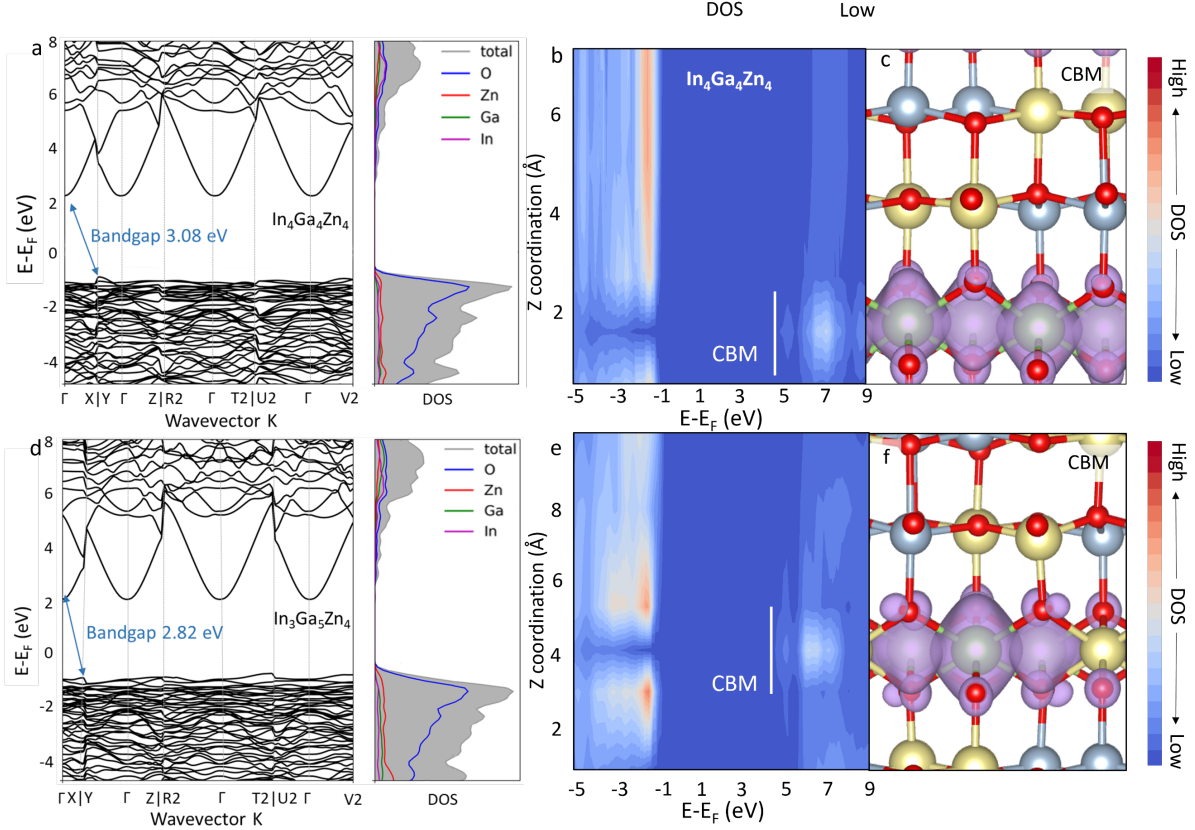 DOS Low
a
8
6
4
2
0
-2
-4
E-E_F (eV)
Bandgap 3.08 eV
In₄Ga₄Zn₄
Γ X|Y Γ Z|R2 Γ T2|U2 Γ V2
Wavevector K
total
O
Zn
Ga
In
DOS
b
In₄Ga₄Zn₄
6
4
2
Z coordination (Å)
CBM
-5 -3 -1 1 3 5 7 9
E-E_F (eV)
c
CBM
High
DOS
Low
d
8
6
4
2
0
-2
-4
E-E_F (eV)
Bandgap 2.82 eV
In₃Ga₅Zn₄
Γ X|Y Γ Z|R2 Γ T2|U2 Γ V2
Wavevector K
total
O
Zn
Ga
In
DOS
e
8
6
4
2
Z coordination (Å)
CBM
-5 -3 -1 1 3 5 7 9
E-E_F (eV)
f
CBM
High
DOS
Low